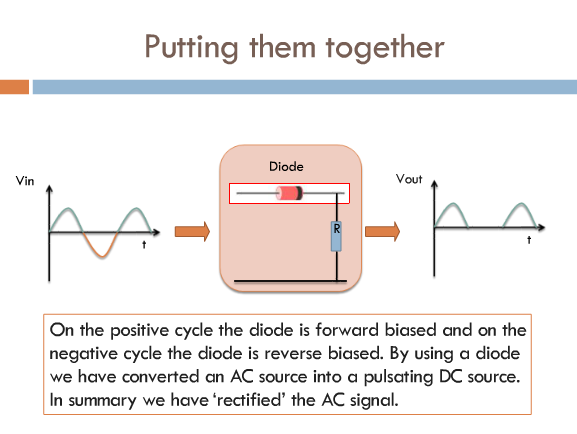 Putting them together
Diode
Vin
Vout
R
t
t
On the positive cycle the diode is forward biased and on the
negative cycle the diode is reverse biased. By using a diode
we have converted an AC source into a pulsating DC source.
In summary we have ‘rectified’ the AC signal.